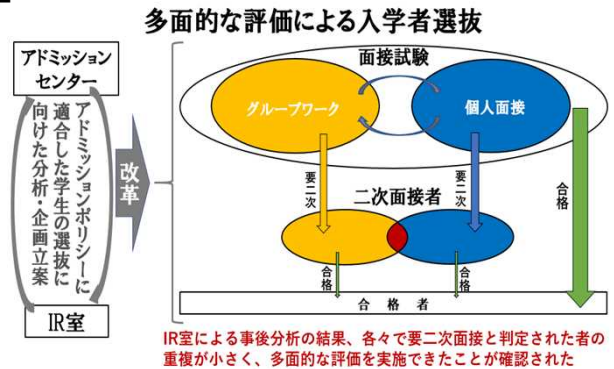 多面的な評価による入学者選抜
アドミッション
センター
アドミッションポリシーに
適合した学生の選抜に
向けた分析・企画立案
IR室
改革
面接試験
グループワーク
個人面接
要二次
要二次
合格
二次面接者
合格
合格
合格者
IR室による事後分析の結果、各々で要二次面接と判定された者の
重複が小さく、多面的な評価を実施できたことが確認された